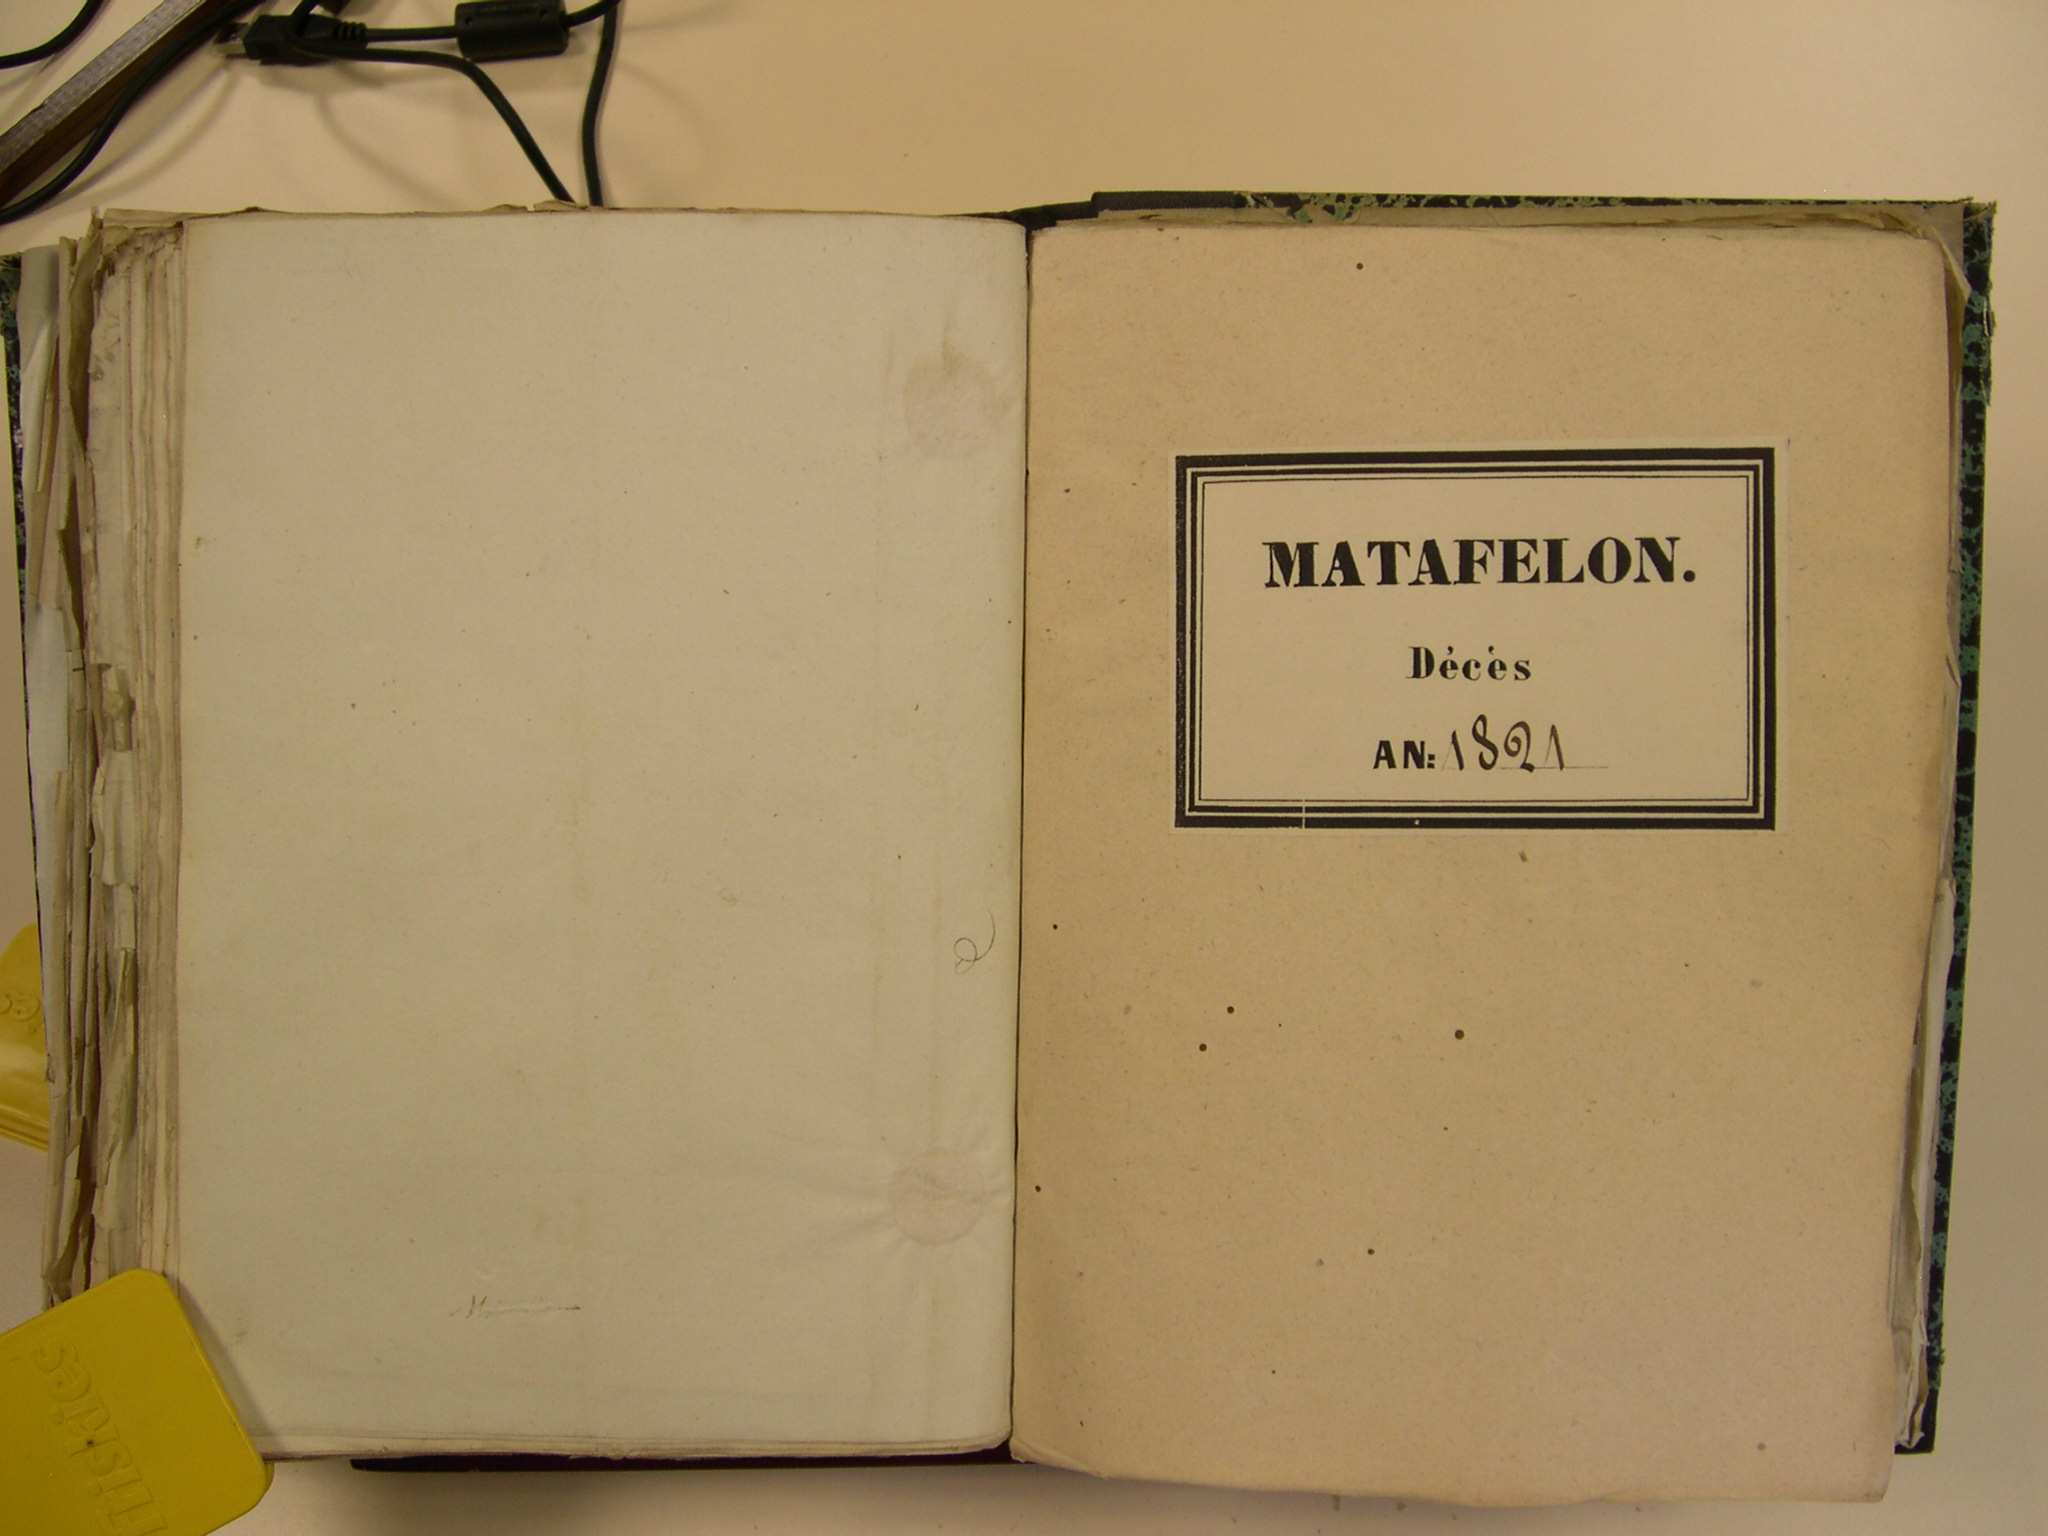 MATAFELON.
Décès
AN: 1821